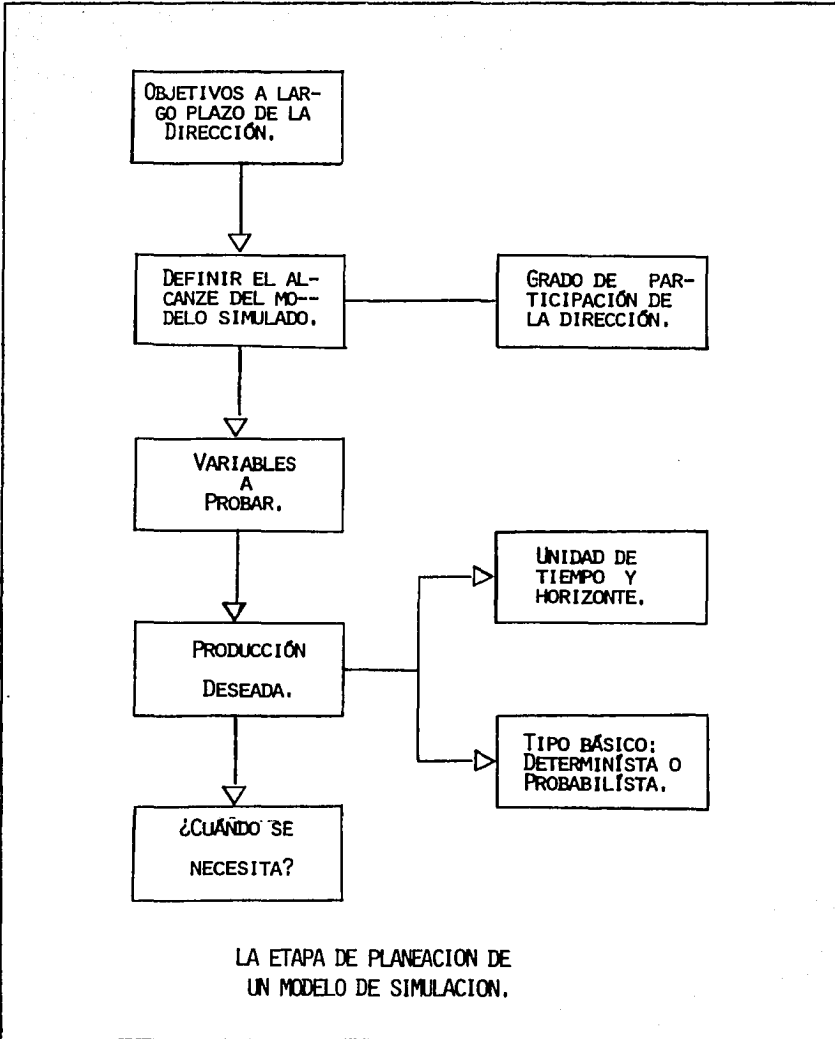 OBJETIVOS A LAR-
GO PLAZO DE LA
DIRECCIÓN.
DEFINIR EL AL-
CANZE DEL MO--
DELO SIMULADO.
GRADO DE PAR-
TICIPACIÓN DE
LA DIRECCIÓN.
VARIABLES
A
PROBAR.
PRODUCCIÓN
DESEADA.
UNIDAD DE
TIEMPO Y
HORIZONTE.
TIPO BÁSICO:
DETERMINÍSTA O
PROBABILÍSTA.
¿CUÁNDO SE
NECESITA?
LA ETAPA DE PLANEACION DE
UN MODELO DE SIMULACION.